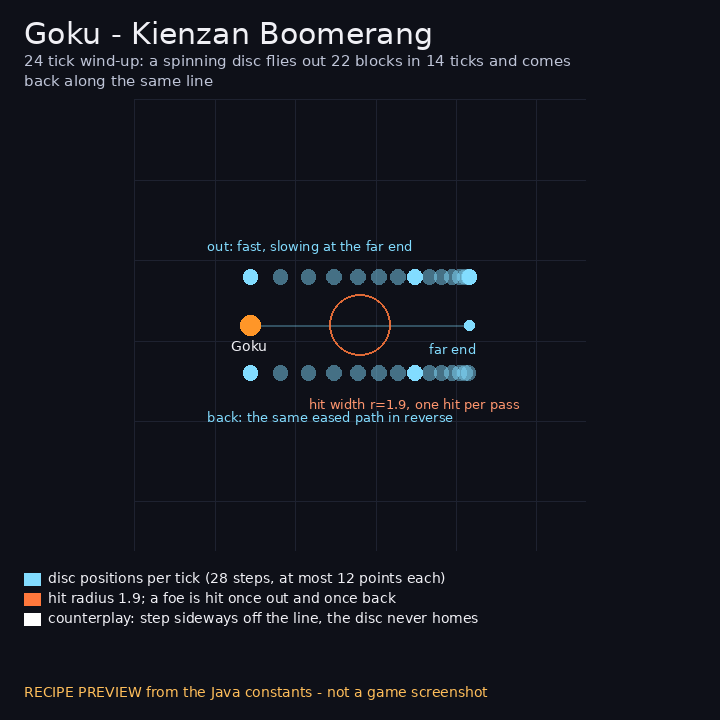 Goku - Kienzan Boomerang
24 tick wind-up: a spinning disc flies out 22 blocks in 14 ticks and comes
back along the same line
out: fast, slowing at the far end
Goku
far end
hit width r=1.9, one hit per pass
back: the same eased path in reverse
disc positions per tick (28 steps, at most 12 points each)
hit radius 1.9; a foe is hit once out and once back
counterplay: step sideways off the line, the disc never homes
RECIPE PREVIEW from the Java constants - not a game screenshot